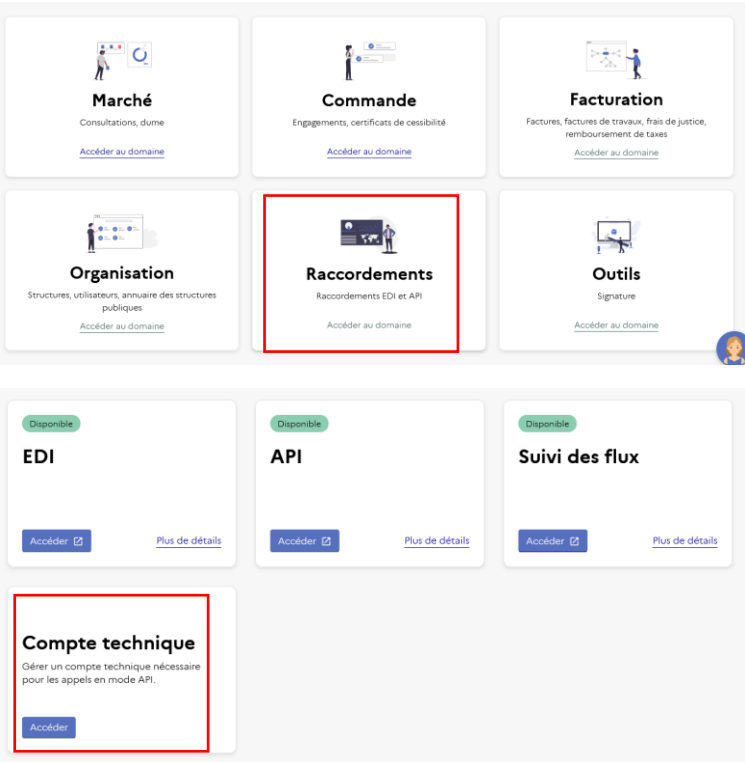 Marché
Consultations, dume
Accéder au domaine
Commande
Engagements, certificats de cessibilité
Accéder au domaine
Facturation
Factures, factures de travaux, frais de justice,
remboursement de taxes
Accéder au domaine
Organisation
Structures, utilisateurs, annuaire des structures
publiques
Accéder au domaine
Raccordements
Raccordements EDI et API
Accéder au domaine
Outils
Signature
Accéder au domaine
Disponible
EDI
Accéder
Plus de détails
Disponible
API
Accéder
Plus de détails
Disponible
Suivi des flux
Accéder
Plus de détails
Compte technique
Gérer un compte technique nécessaire
pour les appels en mode API.
Accéder